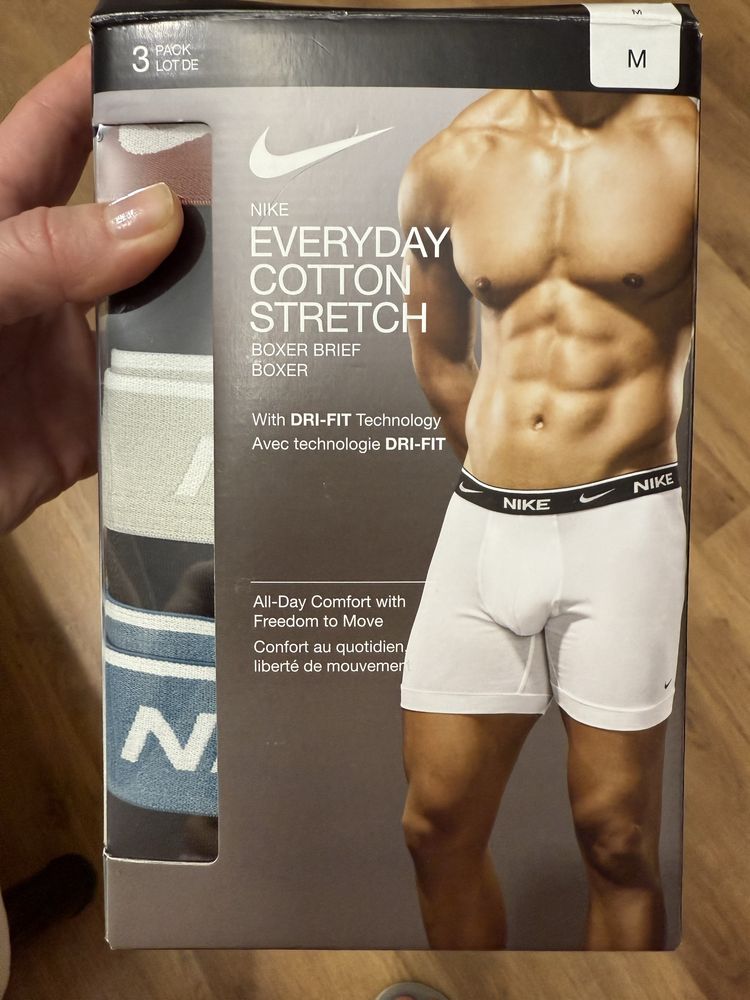 M
3 PACK
LOT DE
M
NIKE
EVERYDAY
COTTON
STRETCH
BOXER BRIEF
BOXER
With DRI-FIT Technology
Avec technologie DRI-FIT
NIKE NIKE
All-Day Comfort with
Freedom to Move
Confort au quotidien,
liberté de mouvement
N